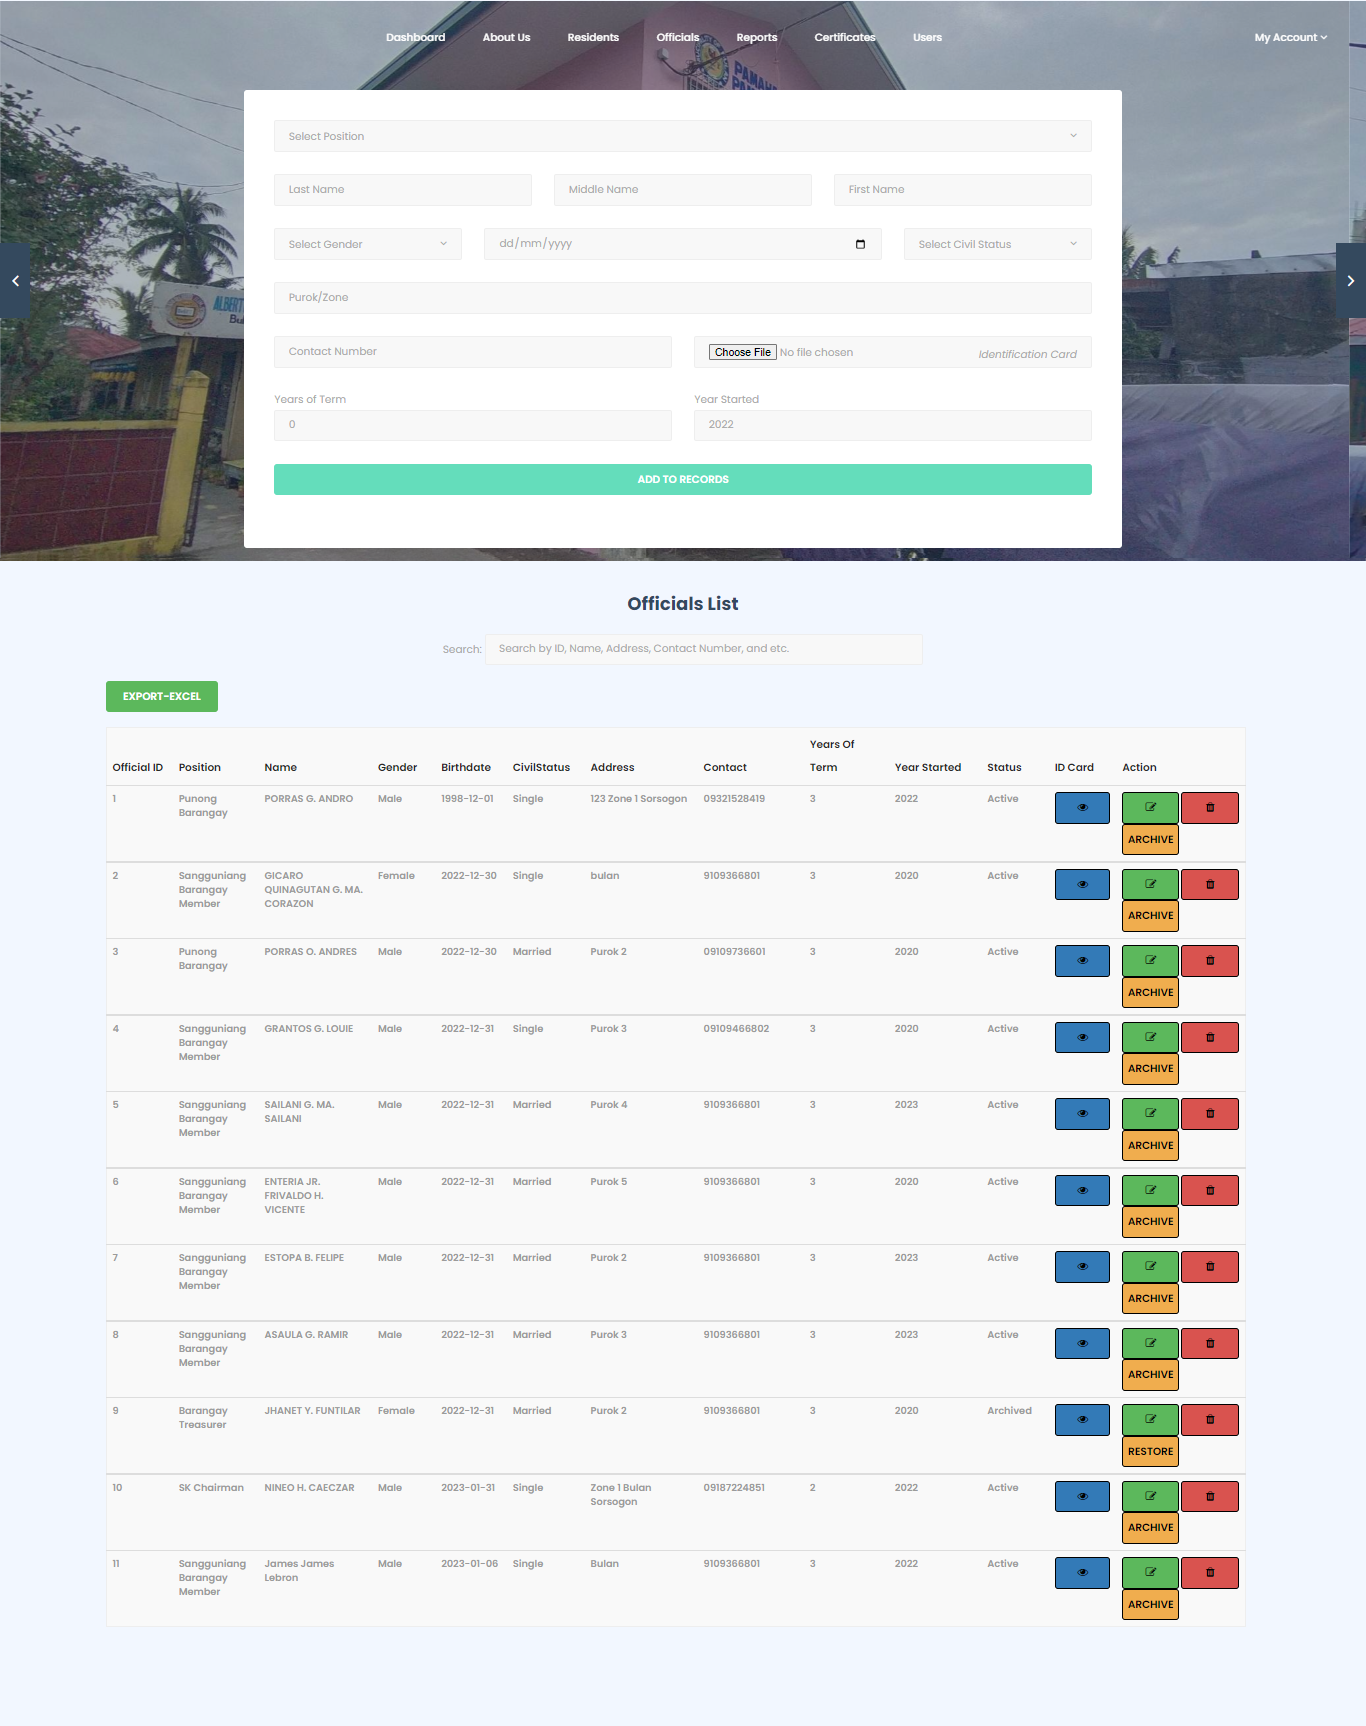 Dashboard About Us Residents Officials Reports Certificates Users My Account
Select Position
Last Name Middle Name First Name
Select Gender dd/mm/yyyy Select Civil Status
Purok/Zone
Contact Number Choose File No file chosen Identification Card
Years of Term Year Started
0 2022
ADD TO RECORDS
Officials List
Search: Search by ID, Name, Address, Contact Number, and etc.
EXPORT-EXCEL
Years Of
Official ID Position Name Gender Birthdate CivilStatus Address Contact Term Year Started Status ID Card Action
1 Punong PORRAS G. ANDRO Male 1998-12-01 Single 123 Zone 1 Sorsogon 09321528419 3 2022 Active
Barangay
ARCHIVE
2 Sangguniang GICARO Female 2022-12-30 Single bulan 9109366801 3 2020 Active
Barangay QUINAGUTAN G. MA.
Member CORAZON
ARCHIVE
3 Punong PORRAS O. ANDRES Male 2022-12-30 Married Purok 2 09109736601 3 2020 Active
Barangay
ARCHIVE
4 Sangguniang GRANTOS G. LOUIE Male 2022-12-31 Single Purok 3 09109466802 3 2020 Active
Barangay
Member
ARCHIVE
5 Sangguniang SAILANI G. MA. Male 2022-12-31 Married Purok 4 9109366801 3 2023 Active
Barangay SAILANI
Member
ARCHIVE
6 Sangguniang ENTERIA JR. Male 2022-12-31 Married Purok 5 9109366801 3 2020 Active
Barangay FRIVALDO H.
Member VICENTE
ARCHIVE
7 Sangguniang ESTOPA B. FELIPE Male 2022-12-31 Married Purok 2 9109366801 3 2023 Active
Barangay
Member
ARCHIVE
8 Sangguniang ASAULA G. RAMIR Male 2022-12-31 Married Purok 3 9109366801 3 2023 Active
Barangay
Member
ARCHIVE
9 Barangay JHANET Y. FUNTILAR Female 2022-12-31 Married Purok 2 9109366801 3 2020 Archived
Treasurer
RESTORE
10 SK Chairman NINEO H. CAECZAR Male 2023-01-31 Single Zone 1 Bulan 09187224851 2 2022 Active
Sorsogon
ARCHIVE
11 Sangguniang James James Male 2023-01-06 Single Bulan 9109366801 3 2022 Active
Barangay Lebron
Member
ARCHIVE